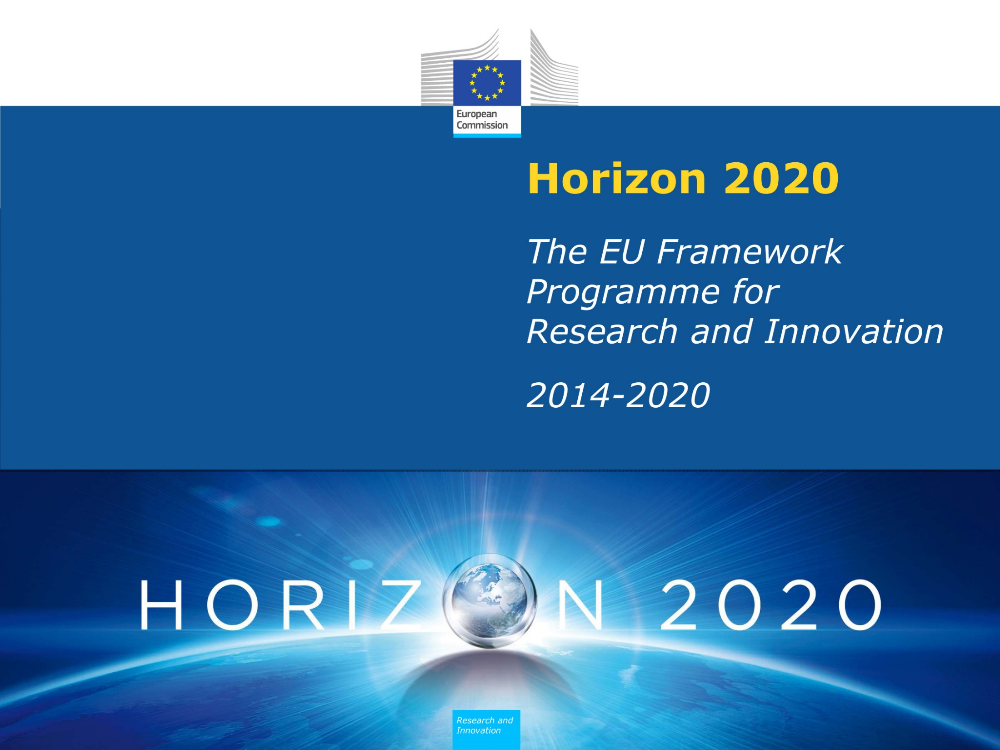 European
Commission
Horizon 2020
The EU Framework
Programme for
Research and Innovation
2014-2020
HORIZON 2020
Research and
Innovation